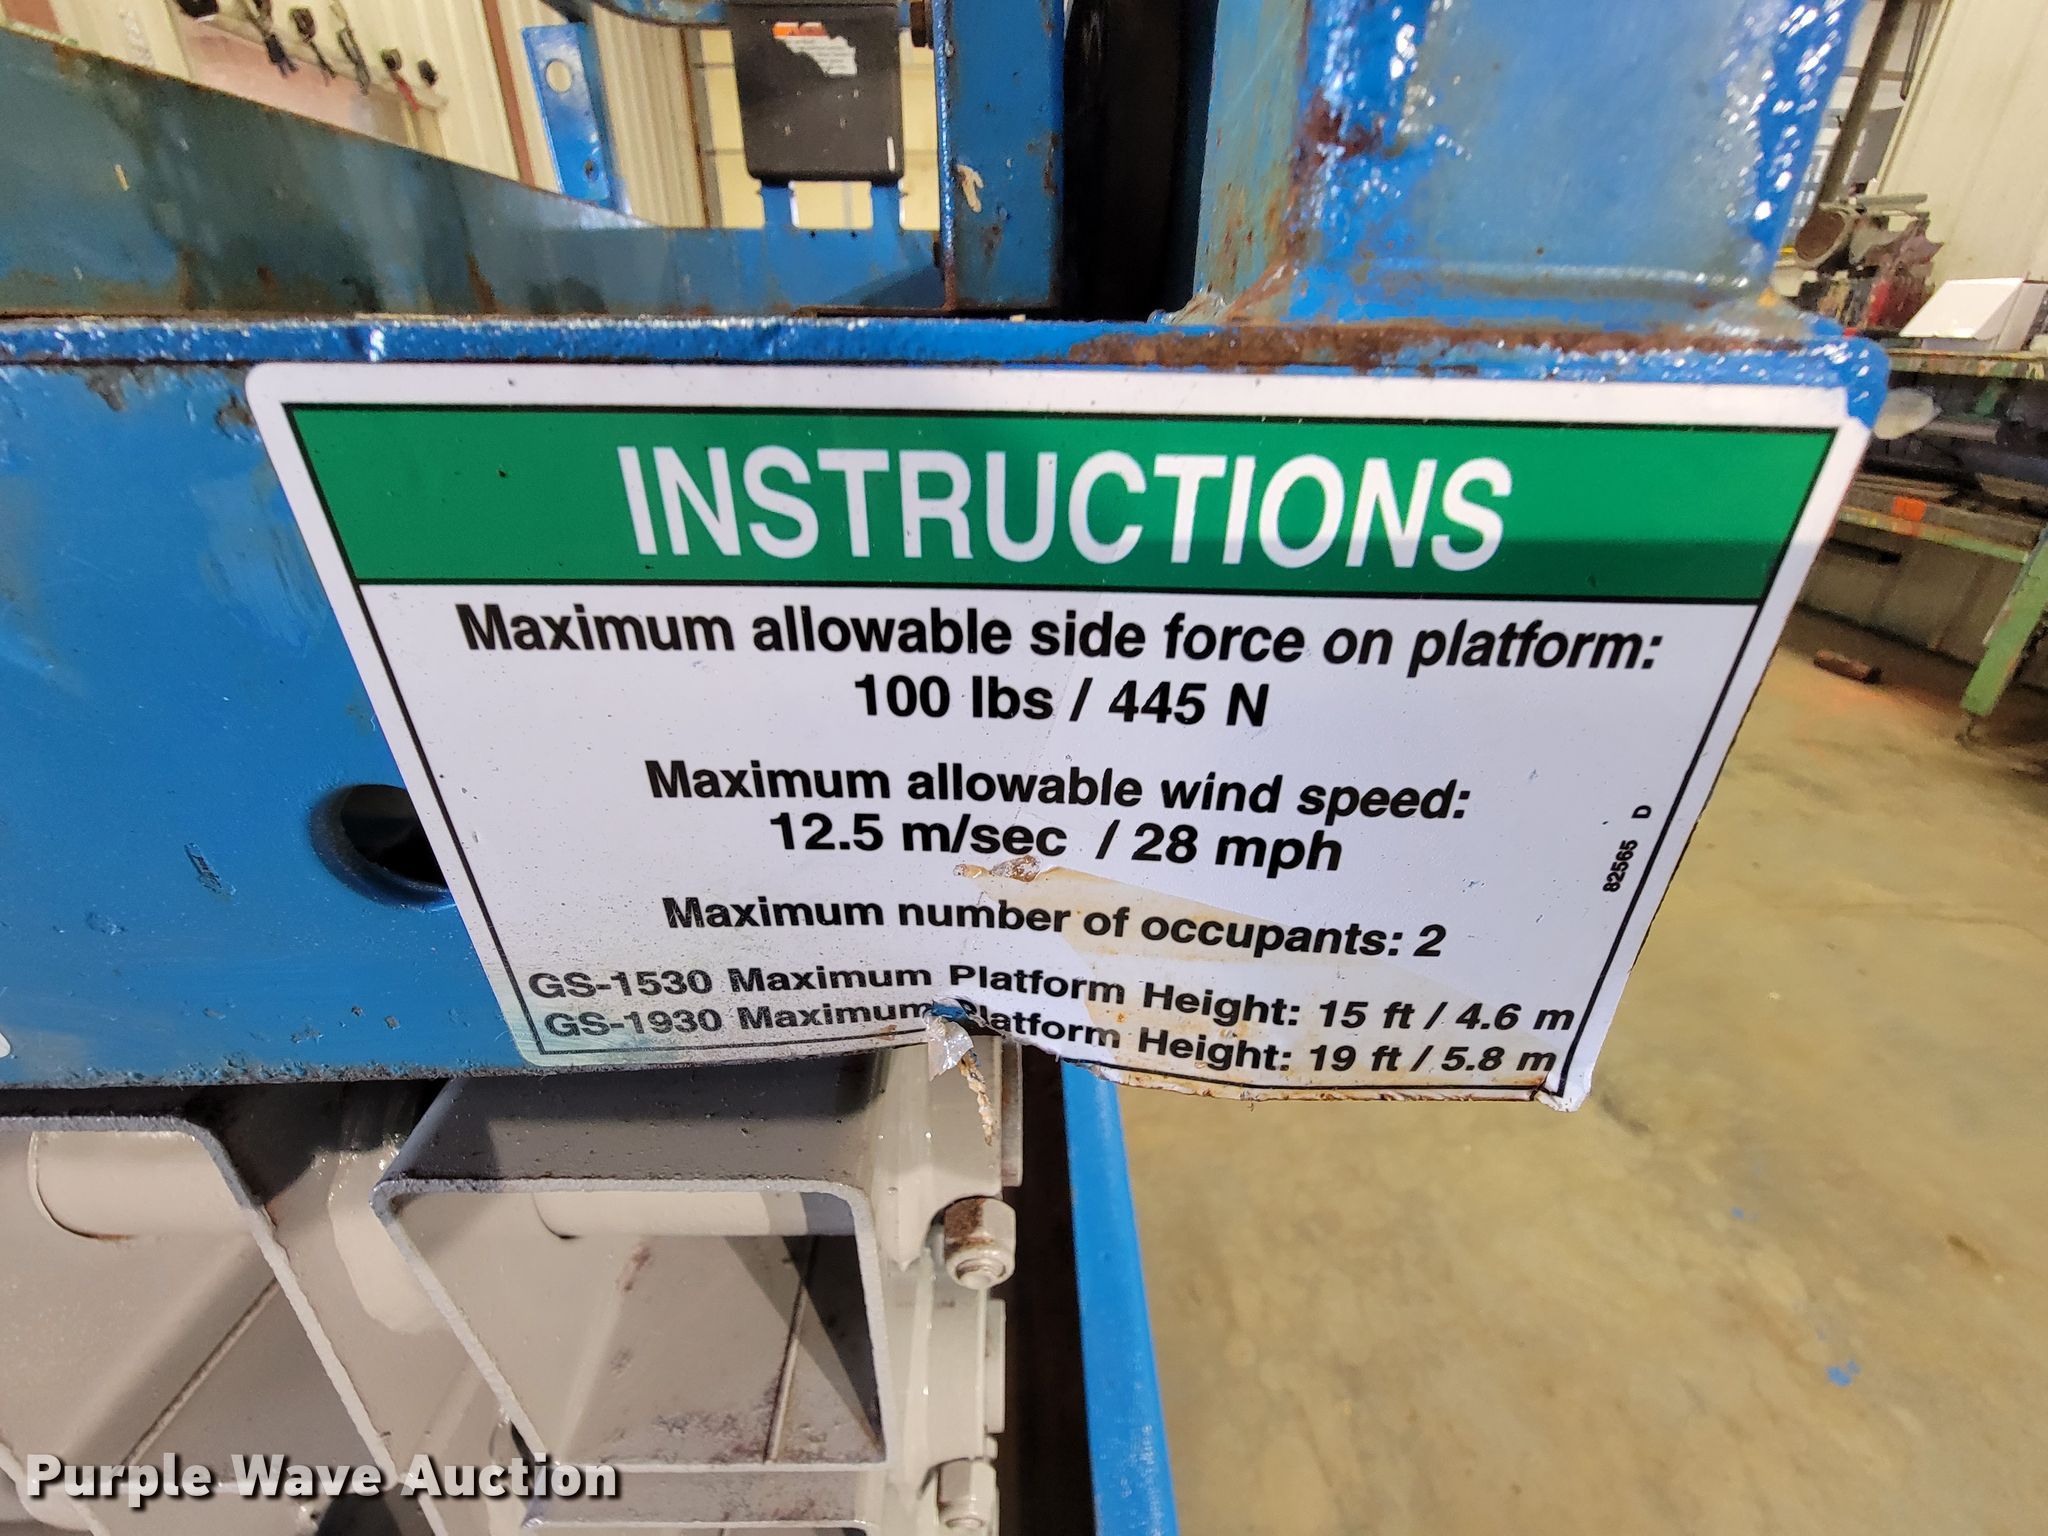 INSTRUCTIONS
Maximum allowable side force on platform:
100 lbs / 445 N
Maximum allowable wind speed:
12.5 m/sec / 28 mph
Maximum number of occupants: 2
GS-1530 Maximum Platform Height: 15 ft / 4.6 m
GS-1930 Maximum Platform Height: 19 ft / 5.8 m
82565 D
Purple Wave Auction